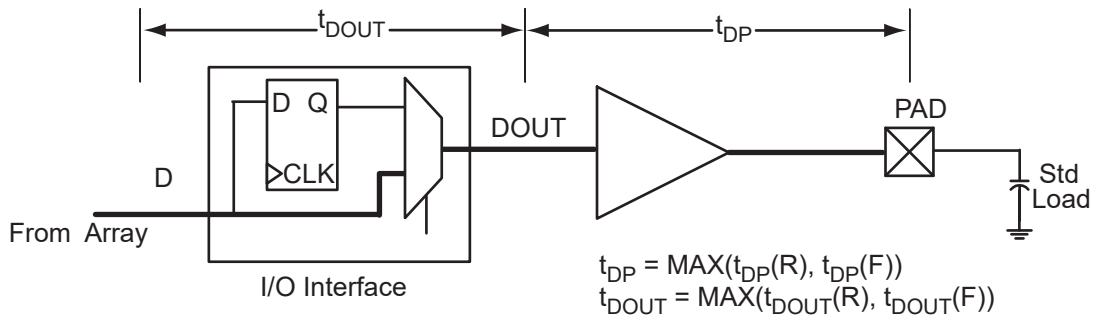 tDOUT
tDP
D Q
CLK
D
From Array
I/O Interface
DOUT
PAD
Std
Load
tDP = MAX(tDP(R), tDP(F))
tDOUT = MAX(tDOUT(R), tDOUT(F))